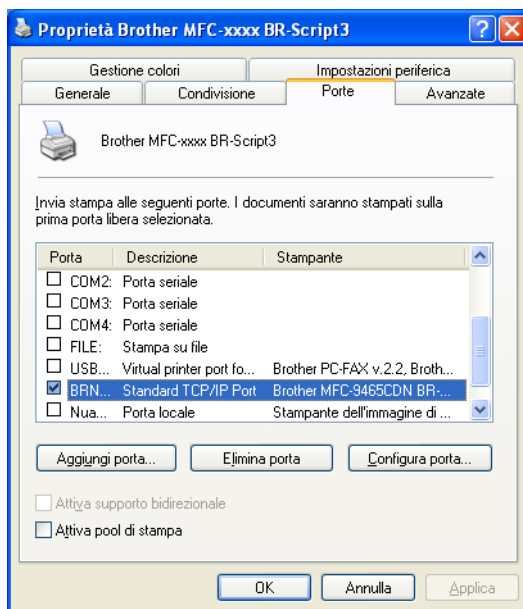 Proprietà Brother MFC-xxxx BR-Script3
Gestione colori Impostazioni periferica
Generale Condivisione Porte Avanzate
Brother MFC-xxxx BR-Script3
Invia stampa alle seguenti porte. I documenti saranno stampati sulla
prima porta libera selezionata.
Porta Descrizione Stampante
COM2: Porta seriale
COM3: Porta seriale
COM4: Porta seriale
FILE: Stampa su file
USB... Virtual printer port fo... Brother PC-FAX v.2.2, Broth...
BRN... Standard TCP/IP Port Brother MFC-9465CDN BR-...
Nua... Porta locale Stampante dell'immagine di ...
Aggiungi porta... Elimina porta Configura porta...
Attiva supporto bidirezionale
Attiva pool di stampa
OK Annulla Applica